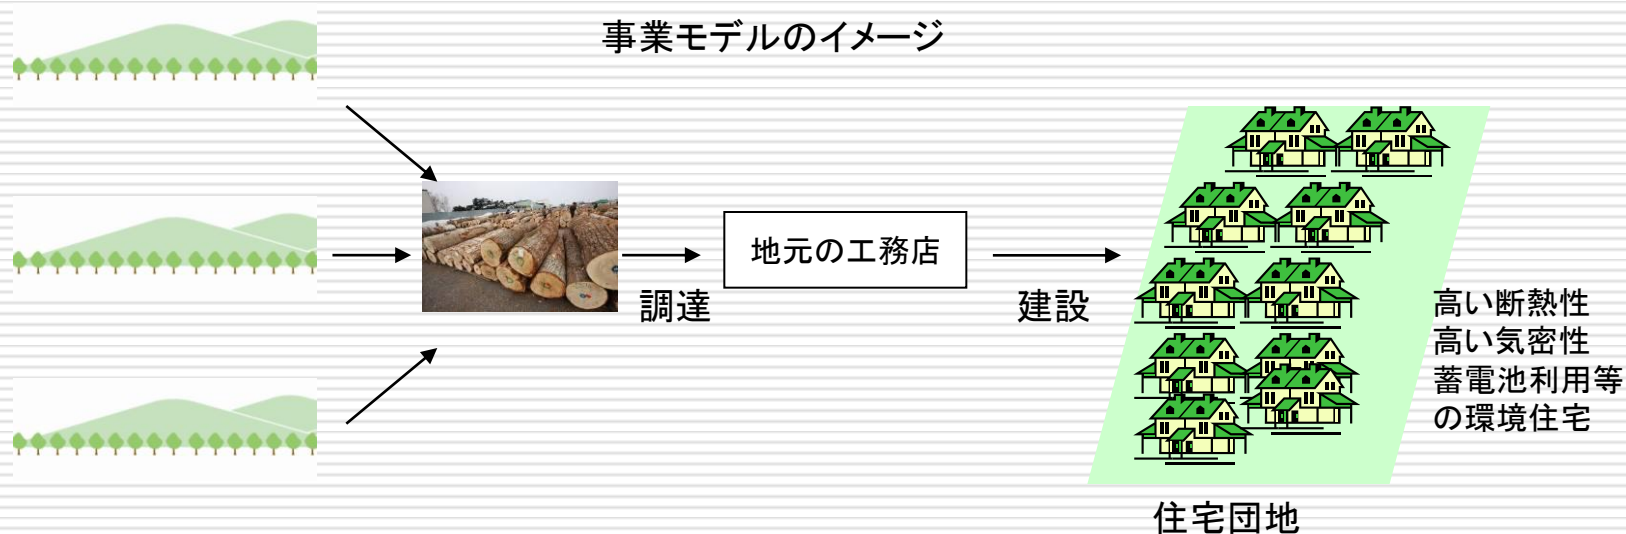 事業モデルのイメージ
地元の工務店
調達
建設
高い断熱性
高い気密性
蓄電池利用等
の環境住宅
住宅団地